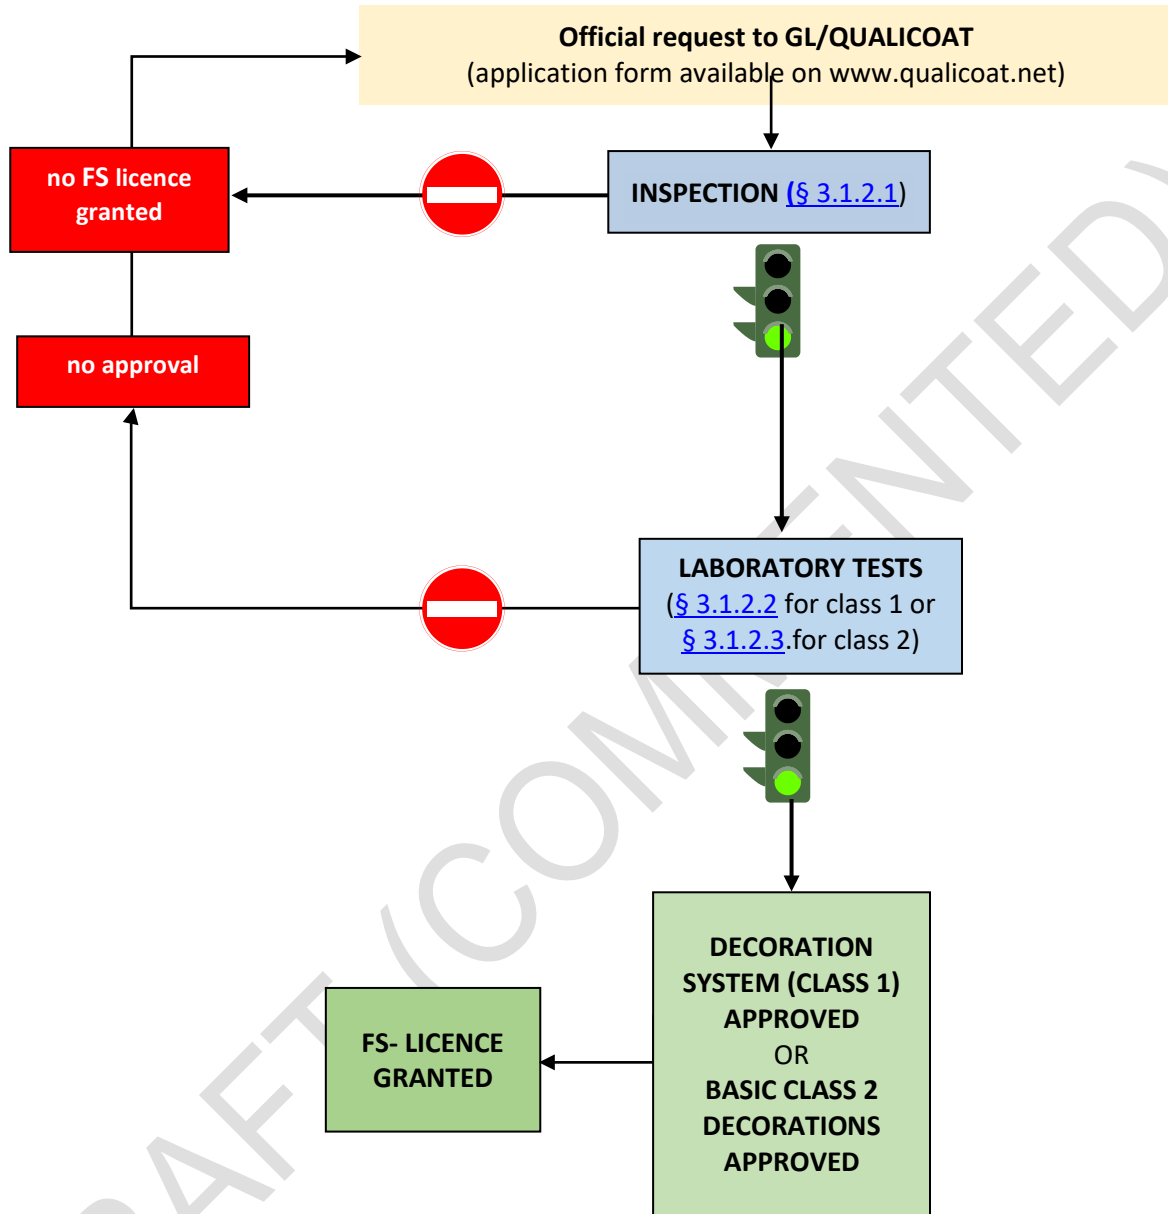 Official request to GL/QUALICOAT
(application form available on www.qualicoat.net)
no FS licence
granted
INSPECTION (§ 3.1.2.1)
no approval
LABORATORY TESTS
(§ 3.1.2.2 for class 1 or
§ 3.1.2.3.for class 2)
DECORATION
SYSTEM (CLASS 1)
APPROVED
OR
BASIC CLASS 2
DECORATIONS
APPROVED
FS- LICENCE
GRANTED
RAFT (COMMENTED)